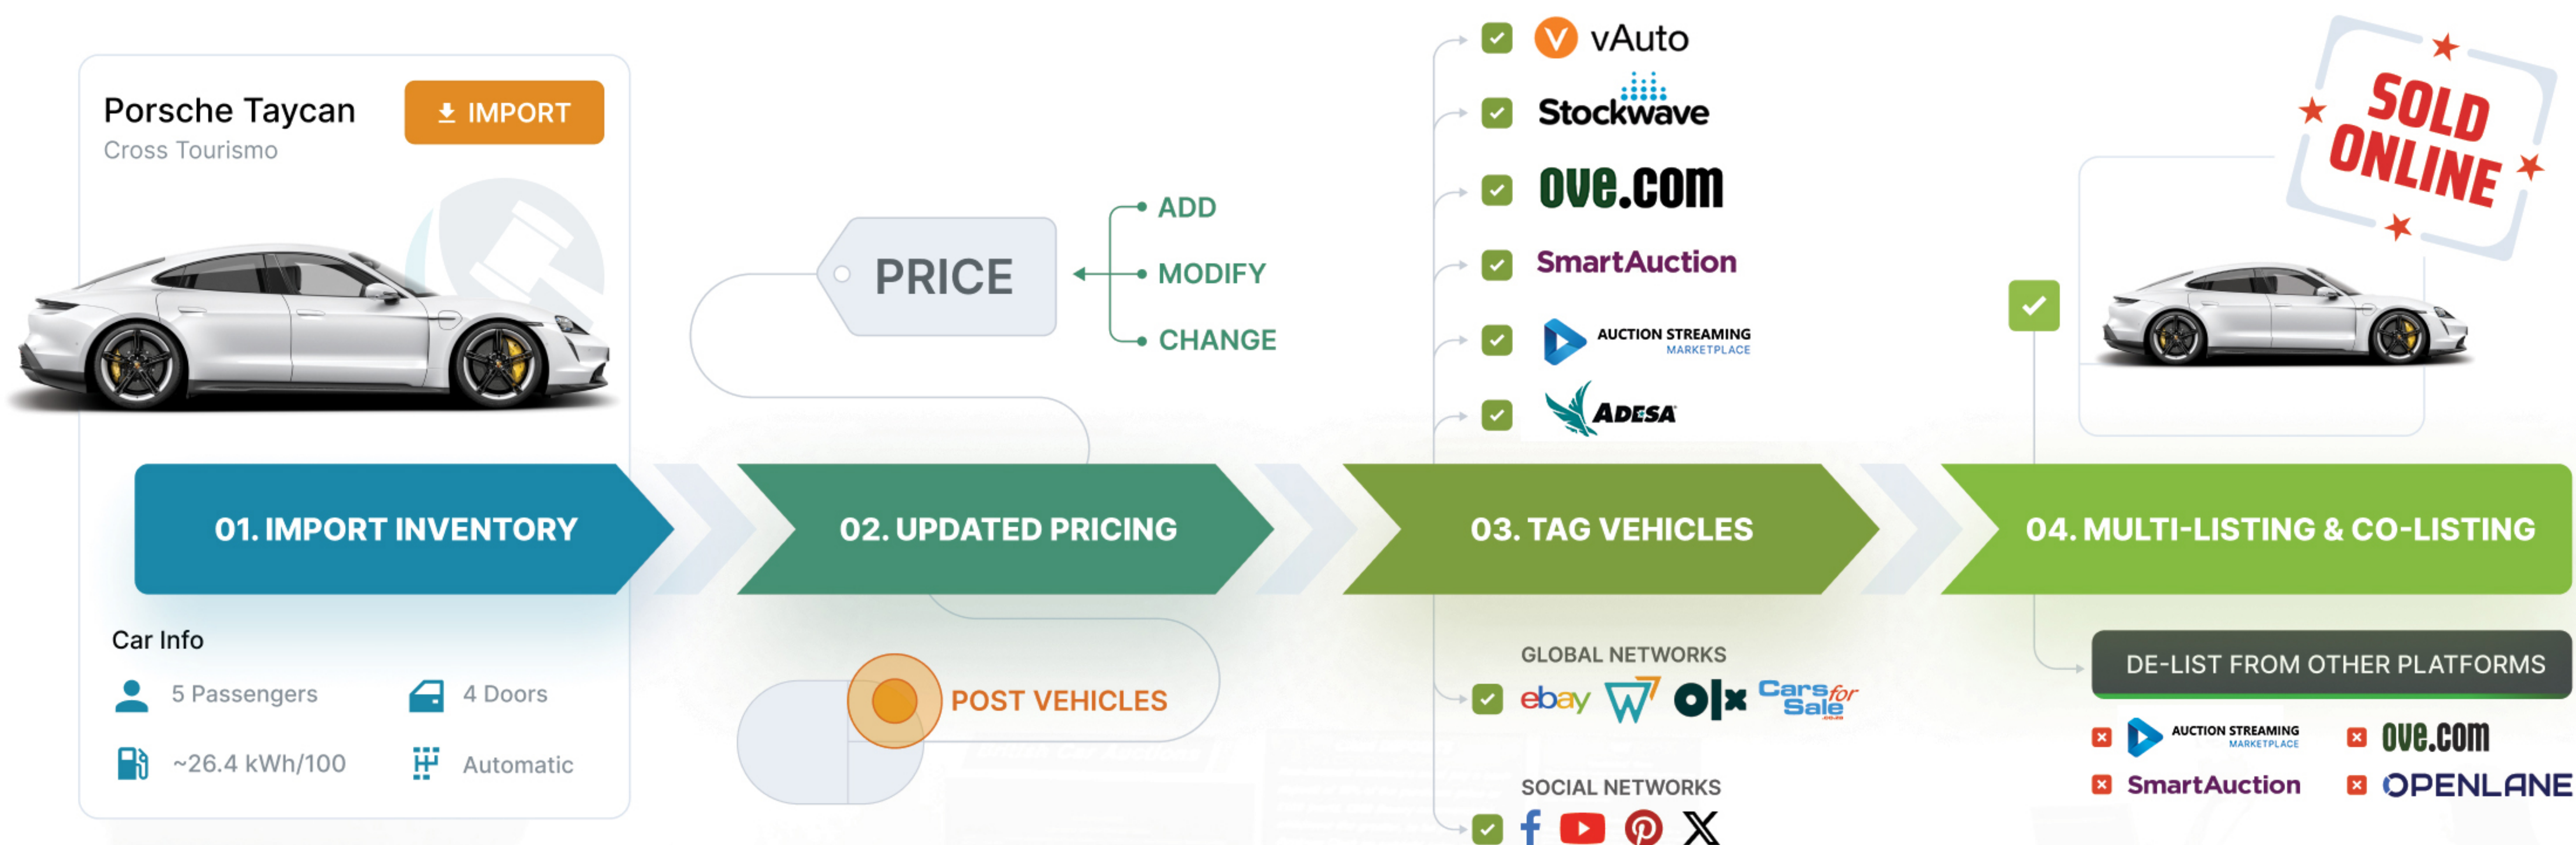 Porsche Taycan
Cross Tourismo
IMPORT
01. IMPORT INVENTORY
Car Info
5 Passengers
4 Doors
~26.4 kWh/100
Automatic
PRICE
ADD
MODIFY
CHANGE
02. UPDATED PRICING
POST VEHICLES
V vAuto
Stockwave
ove.com
SmartAuction
AUCTION STREAMING
MARKETPLACE
ADESA
03. TAG VEHICLES
GLOBAL NETWORKS
ebay W olx Cars for
Sale
SOCIAL NETWORKS
SOLD
ONLINE
04. MULTI-LISTING & CO-LISTING
DE-LIST FROM OTHER PLATFORMS
AUCTION STREAMING
MARKETPLACE
ove.com
SmartAuction
OPENLANE